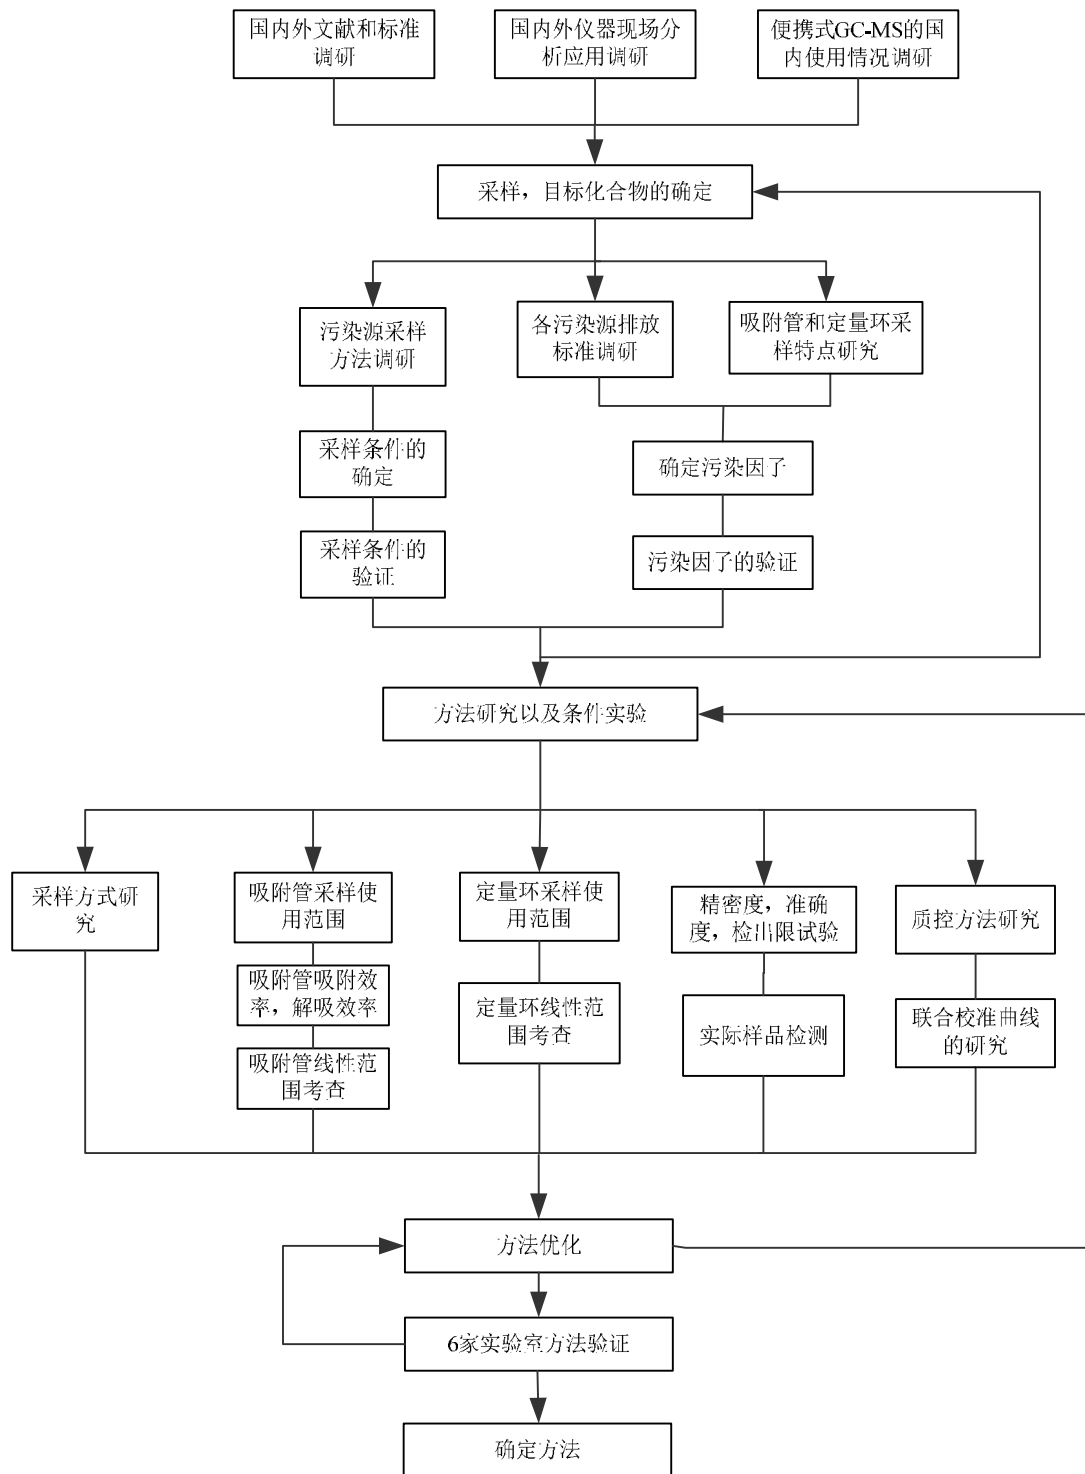 国内外文献和标准
调研
国内外仪器现场分
析应用调研
便携式GC-MS的国
内使用情况调研
采样，目标化合物的确定
污染源采样
方法调研
各污染源排放
标准调研
吸附管和定量环采
样特点研究
采样条件的
确定
确定污染因子
采样条件的
验证
污染因子的验证
方法研究以及条件实验
采样方式研
究
吸附管采样使
用范围
定量环采样使
用范围
精密度，准确
度，检出限试验
质控方法研究
吸附管吸附效
率，解吸效率
定量环线性范
围考查
实际样品检测
联合校准曲线
的研究
吸附管线性范
围考查
方法优化
6家实验室方法验证
确定方法